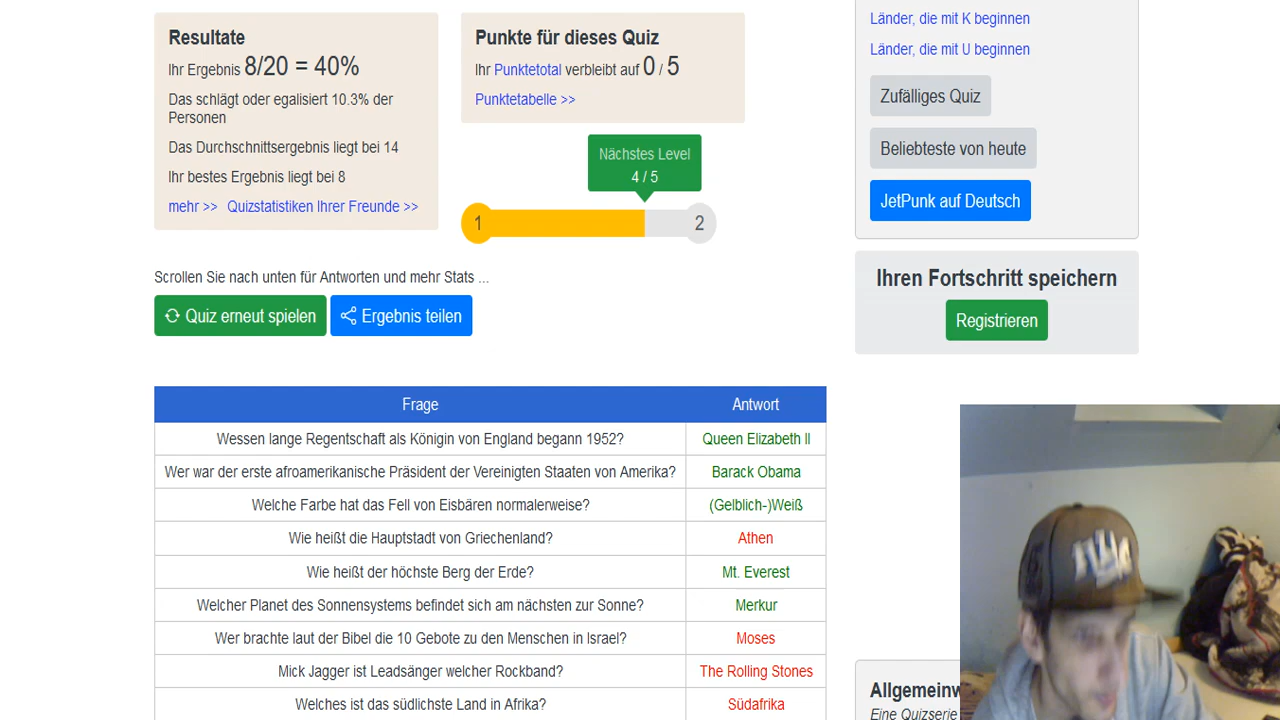 Resultate
Ihr Ergebnis 8/20 = 40%
Das schlägt oder egalisiert 10.3% der
Personen
Das Durchschnittsergebnis liegt bei 14
Ihr bestes Ergebnis liegt bei 8
mehr >> Quizstatistiken Ihrer Freunde >>
Punkte für dieses Quiz
Ihr Punktetotal verbleibt auf 0 / 5
Punktetabelle >>
Nächstes Level
4 / 5
1 2
Scrollen Sie nach unten für Antworten und mehr Stats ...
Quiz erneut spielen Ergebnis teilen
Frage Antwort
Wessen lange Regentschaft als Königin von England begann 1952? Queen Elizabeth II
Wer war der erste afroamerikanische Präsident der Vereinigten Staaten von Amerika? Barack Obama
Welche Farbe hat das Fell von Eisbären normalerweise? (Gelblich-)Weiß
Wie heißt die Hauptstadt von Griechenland? Athen
Wie heißt der höchste Berg der Erde? Mt. Everest
Welcher Planet des Sonnensystems befindet sich am nächsten zur Sonne? Merkur
Wer brachte laut der Bibel die 10 Gebote zu den Menschen in Israel? Moses
Mick Jagger ist Leadsänger welcher Rockband? The Rolling Stones
Welches ist das südlichste Land in Afrika? Südafrika
Länder, die mit K beginnen
Länder, die mit U beginnen
Zufälliges Quiz
Beliebteste von heute
JetPunk auf Deutsch
Ihren Fortschritt speichern
Registrieren
Eine Quizserie